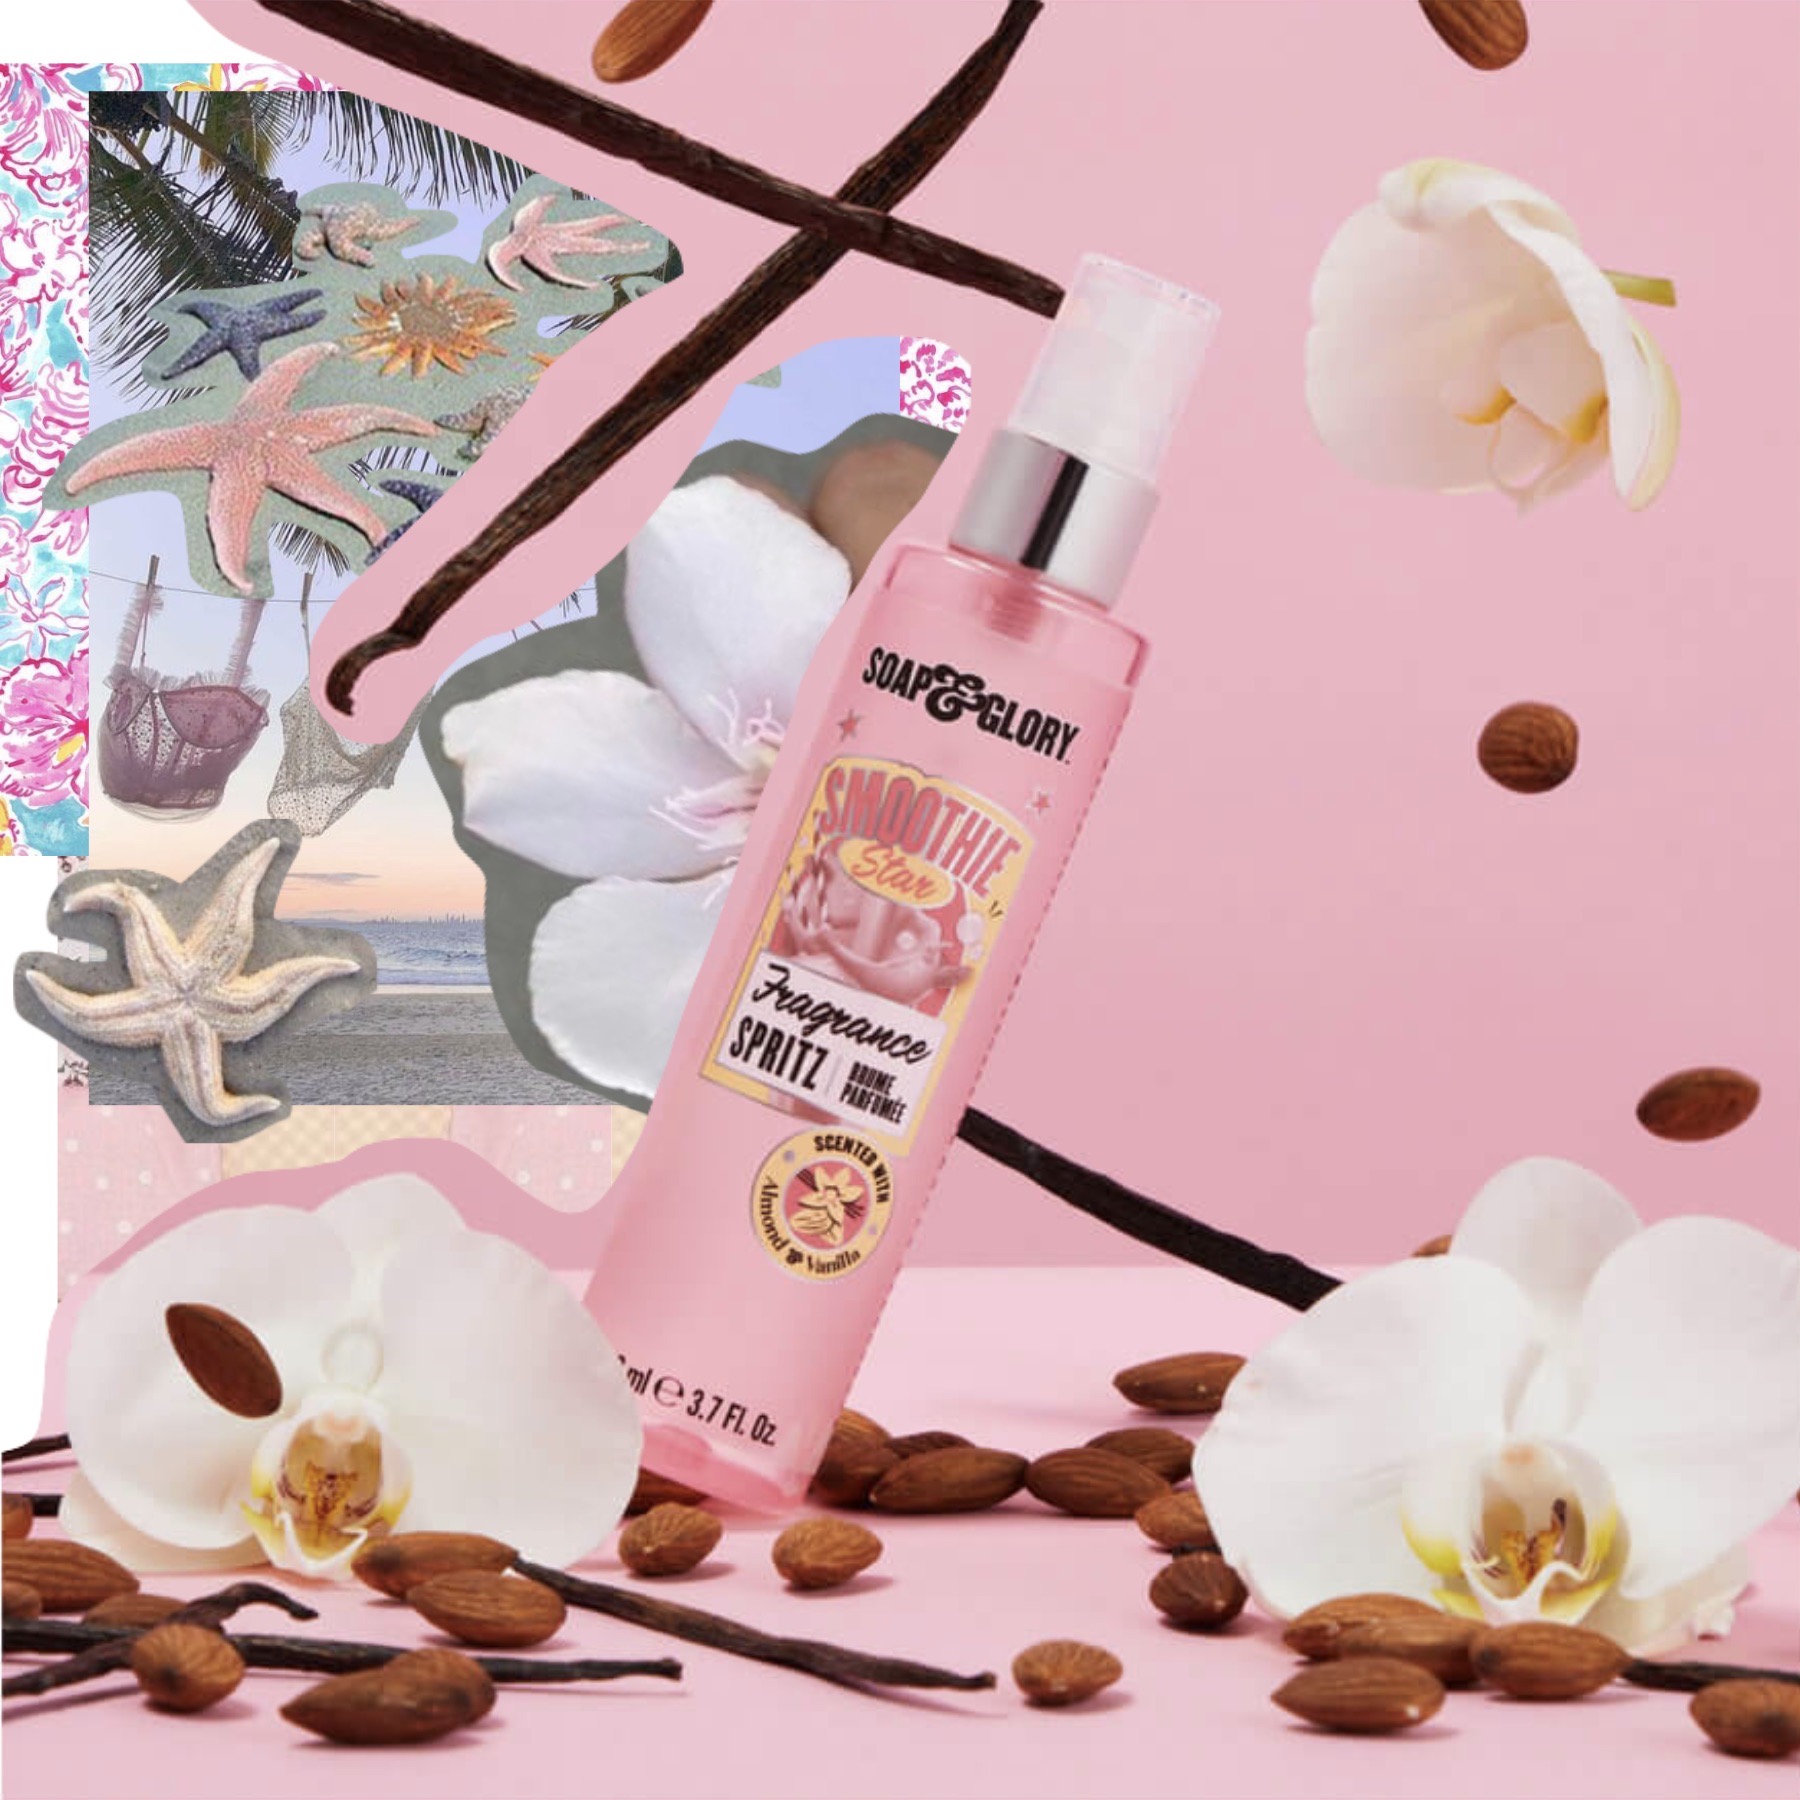 SOAP & GLORY
SMOOTHIE
Star
Fragrance
SPRITZ
BRUME
PARFUMÉE
SCENTED WITH
Almond & Vanilla
ml ℮ 3.7 Fl. Oz